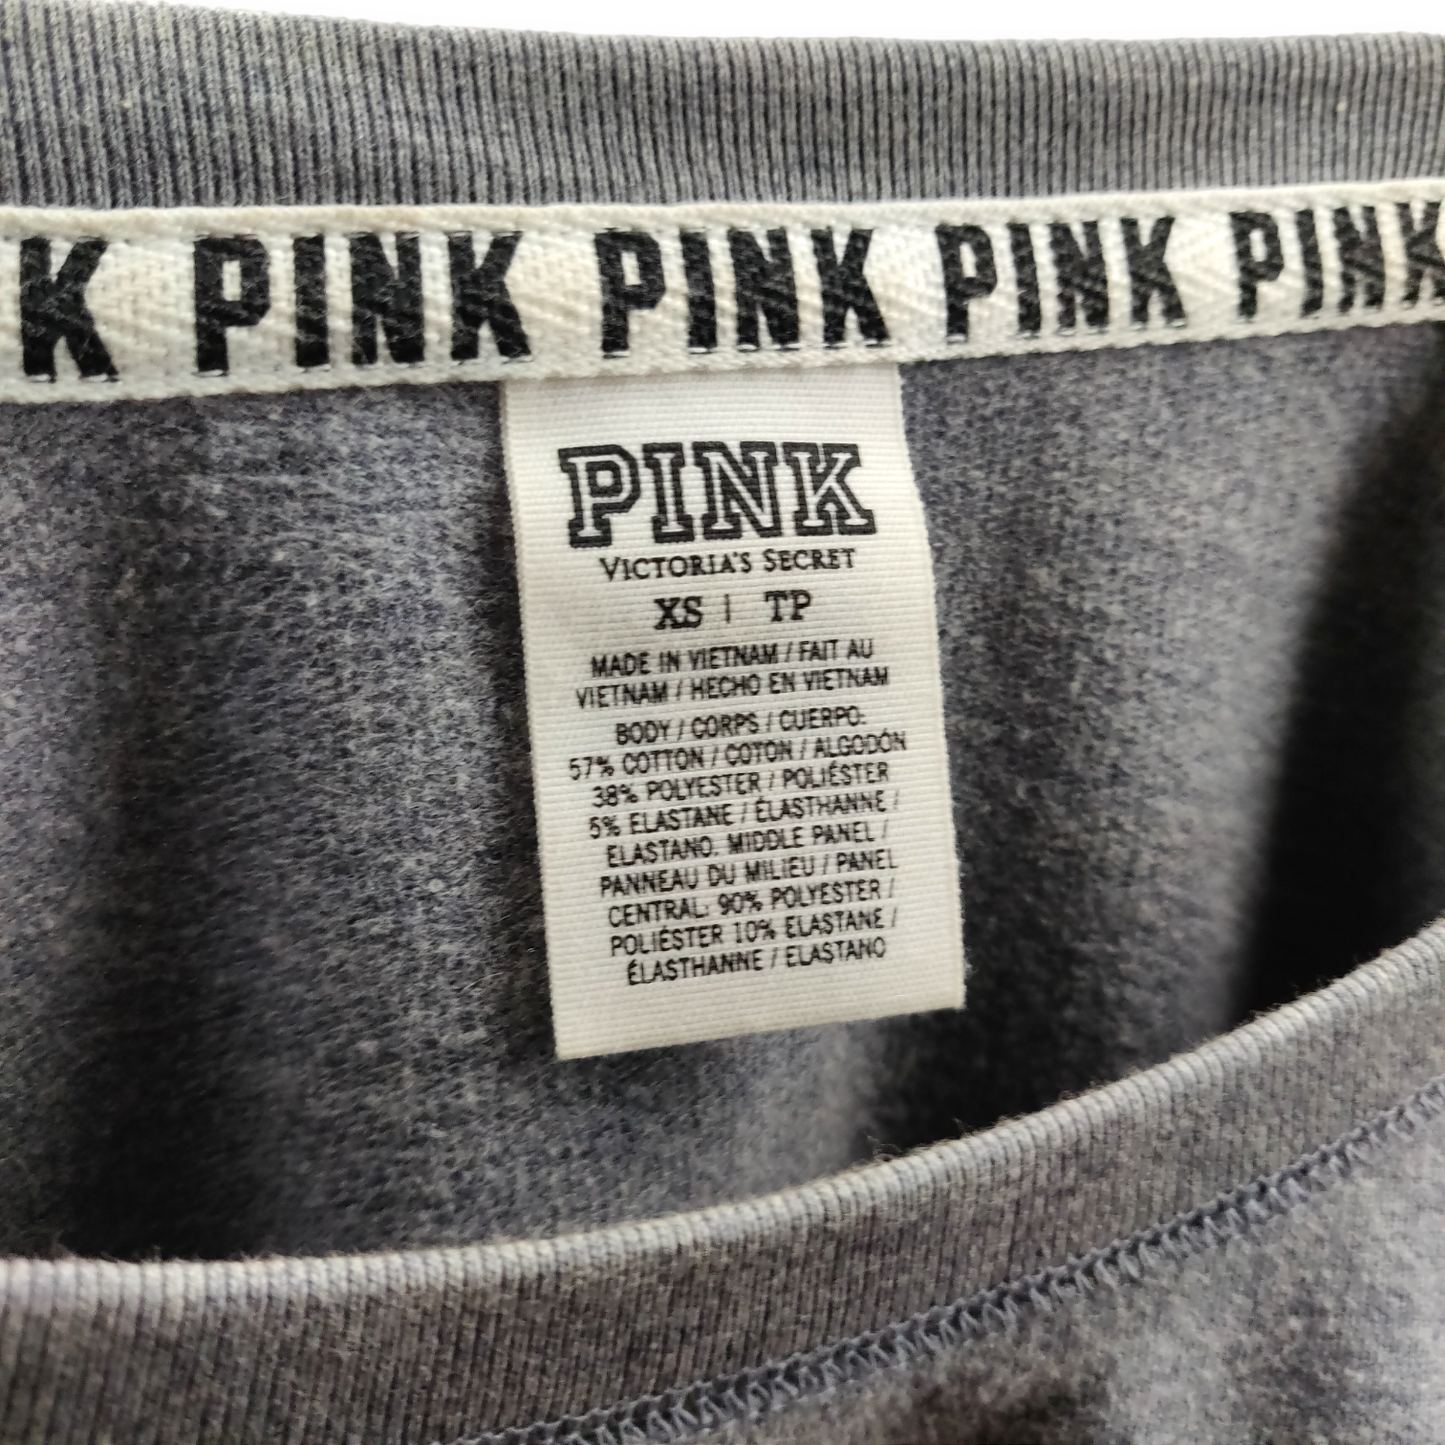 K PINK PINK PINK PINK
PINK
VICTORIA'S SECRET
XS | TP
MADE IN VIETNAM / FAIT AU
VIETNAM / HECHO EN VIETNAM
BODY / CORPS / CUERPO:
57% COTTON / COTON / ALGODÓN
38% POLYESTER / POLIÉSTER
5% ELASTANE / ÉLASTHANNE /
ELASTANO. MIDDLE PANEL /
PANNEAU DU MILIEU / PANEL
CENTRAL: 90% POLYESTER /
POLIÉSTER 10% ELASTANE /
ÉLASTHANNE / ELASTANO